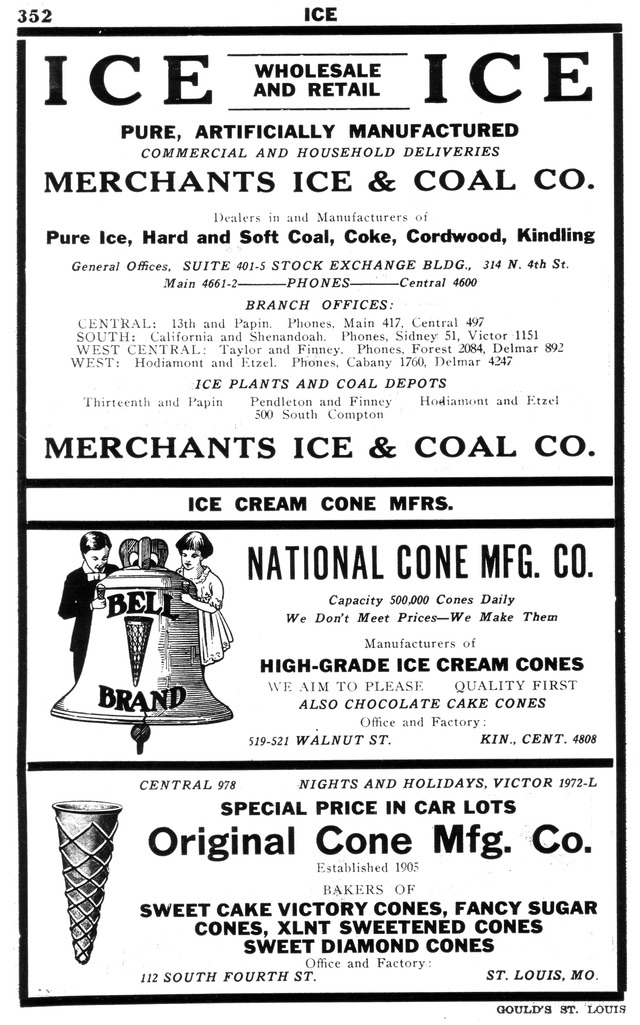 352
ICE
ICE WHOLESALE AND RETAIL ICE
PURE, ARTIFICIALLY MANUFACTURED
COMMERCIAL AND HOUSEHOLD DELIVERIES
MERCHANTS ICE & COAL CO.
Dealers in and Manufacturers of
Pure Ice, Hard and Soft Coal, Coke, Cordwood, Kindling
General Offices, SUITE 401-5 STOCK EXCHANGE BLDG., 314 N. 4th St.
Main 4661-2———PHONES———Central 4600
BRANCH OFFICES:
CENTRAL: 13th and Papin. Phones, Main 417, Central 497
SOUTH: California and Shenandoah. Phones, Sidney 51, Victor 1151
WEST CENTRAL: Taylor and Finney. Phones, Forest 2084, Delmar 892
WEST: Hodiamont and Etzel. Phones, Cabany 1760, Delmar 4247
ICE PLANTS AND COAL DEPOTS
Thirteenth and Papin Pendleton and Finney Hodiamont and Etzel
500 South Compton
MERCHANTS ICE & COAL CO.
ICE CREAM CONE MFRS.
BELL
BRAND
NATIONAL CONE MFG. CO.
Capacity 500,000 Cones Daily
We Don't Meet Prices—We Make Them
Manufacturers of
HIGH-GRADE ICE CREAM CONES
WE AIM TO PLEASE QUALITY FIRST
ALSO CHOCOLATE CAKE CONES
Office and Factory:
519-521 WALNUT ST. KIN., CENT. 4808
CENTRAL 978 NIGHTS AND HOLIDAYS, VICTOR 1972-L
SPECIAL PRICE IN CAR LOTS
Original Cone Mfg. Co.
Established 1905
BAKERS OF
SWEET CAKE VICTORY CONES, FANCY SUGAR
CONES, XLNT SWEETENED CONES
SWEET DIAMOND CONES
Office and Factory:
112 SOUTH FOURTH ST. ST. LOUIS, MO.
GOULD'S ST. LOUIS